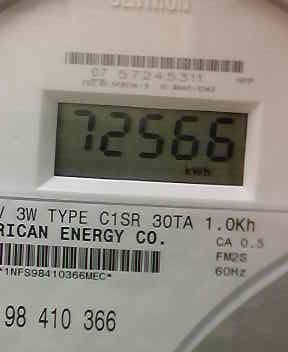 07 57245311
72566
kWh
V 3W TYPE C1SR 30TA 1.0Kh
RICAN ENERGY CO.
CA 0.5
FM2S
60Hz
*1NFS98410366MEC*
98 410 366